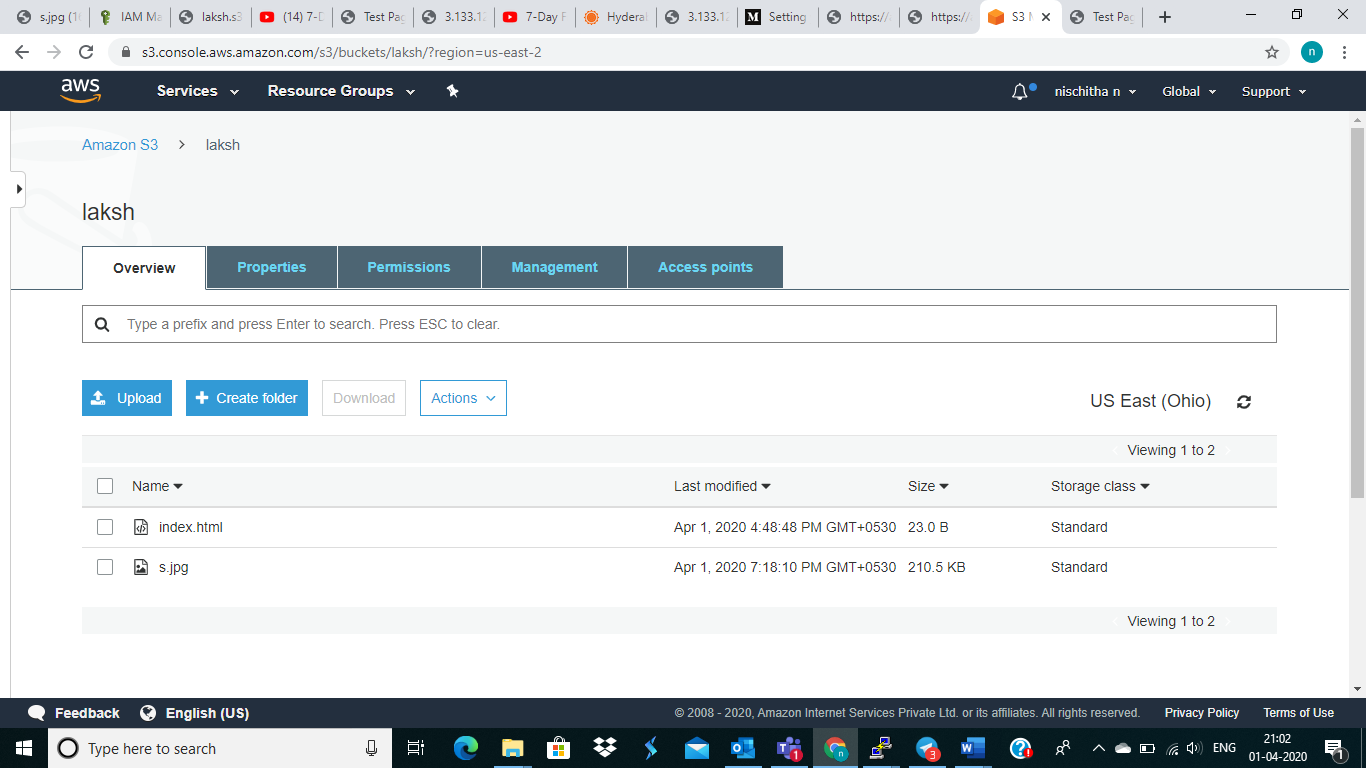 s.jpg (1
IAM Ma
laksh.s3
(14) 7-D
Test Pag
3.133.12
7-Day F
Hyderal
3.133.12
Setting
https://
https://
S3 M
Test Pag
s3.console.aws.amazon.com/s3/buckets/laksh/?region=us-east-2
n
aws
Services
Resource Groups
nischitha n
Global
Support
Amazon S3 > laksh
laksh
Overview
Properties
Permissions
Management
Access points
Type a prefix and press Enter to search. Press ESC to clear.
Upload
Create folder
Download
Actions
US East (Ohio)
Viewing 1 to 2
Name Last modified Size Storage class
index.html Apr 1, 2020 4:48:48 PM GMT+0530 23.0 B Standard
s.jpg Apr 1, 2020 7:18:10 PM GMT+0530 210.5 KB Standard
Viewing 1 to 2
Feedback
English (US)
© 2008 - 2020, Amazon Internet Services Private Ltd. or its affiliates. All rights reserved.
Privacy Policy
Terms of Use
Type here to search
1
n
3
ENG
21:02
01-04-2020
1